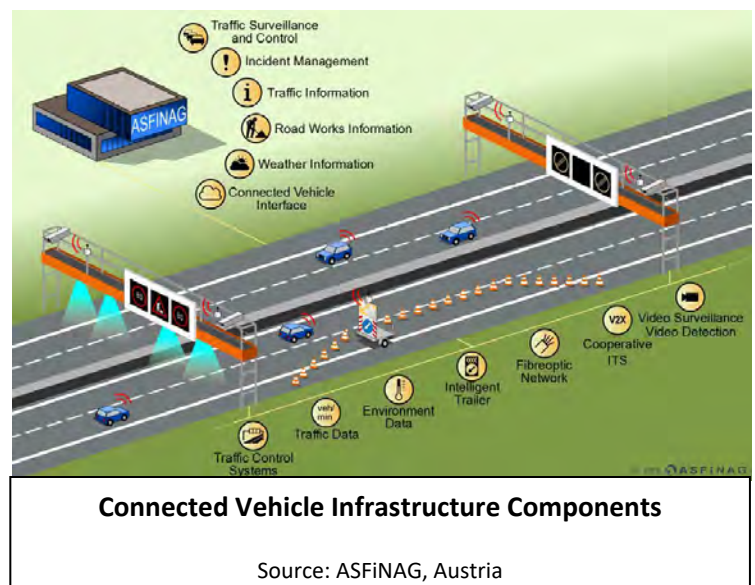 Traffic Surveillance
and Control
Incident Management
Traffic Information
Road Works Information
Weather Information
Connected Vehicle
Interface
ASFINAG
V2X
Video Surveillance
Video Detection
Cooperative
ITS
Fibreoptic
Network
Intelligent
Trailer
Environment
Data
veh/
min
Traffic Data
Traffic Control
Systems
ASFINAG
Connected Vehicle Infrastructure Components
Source: ASFiNAG, Austria